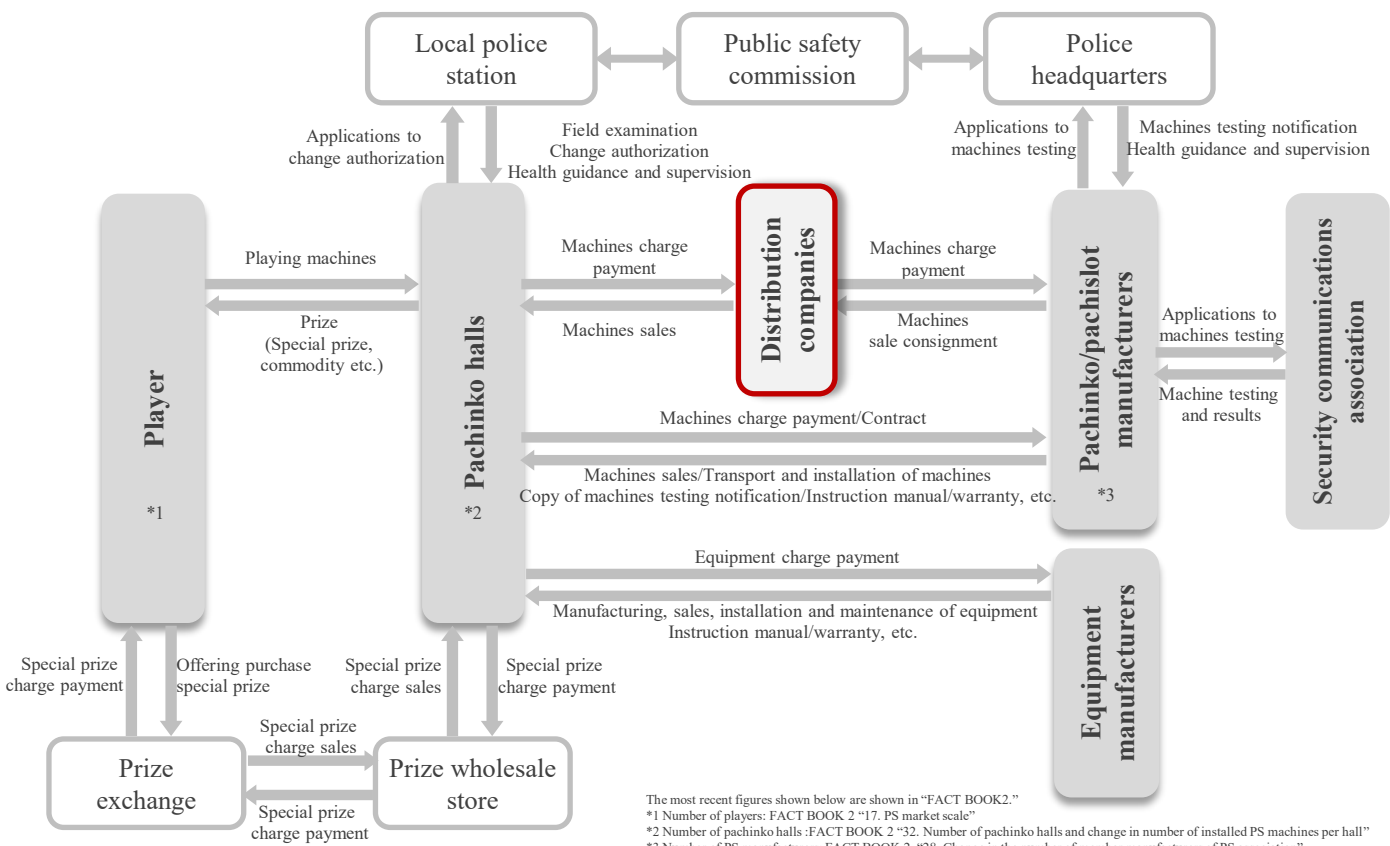 Local police
station
Public safety
commission
Police
headquarters
Applications to
change authorization
Field examination
Change authorization
Health guidance and supervision
Applications to
machines testing
Machines testing notification
Health guidance and supervision
Player
*1
Playing machines
Prize
(Special prize,
commodity etc.)
Pachinko halls
*2
Machines charge
payment
Machines sales
Distribution
companies
Machines charge
payment
Machines
sale consignment
Pachinko/pachislot
manufacturers
*3
Applications to
machines testing
Machine testing
and results
Security communications
association
Machines charge payment/Contract
Machines sales/Transport and installation of machines
Copy of machines testing notification/Instruction manual/warranty, etc.
Equipment charge payment
Manufacturing, sales, installation and maintenance of equipment
Instruction manual/warranty, etc.
Equipment
manufacturers
Special prize
charge payment
Offering purchase
special prize
Special prize
charge sales
Special prize
charge payment
Prize
exchange
Special prize
charge sales
Special prize
charge payment
Prize wholesale
store
The most recent figures shown below are shown in “FACT BOOK2.”
*1 Number of players: FACT BOOK 2 “17. PS market scale”
*2 Number of pachinko halls :FACT BOOK 2 “32. Number of pachinko halls and change in number of installed PS machines per hall”